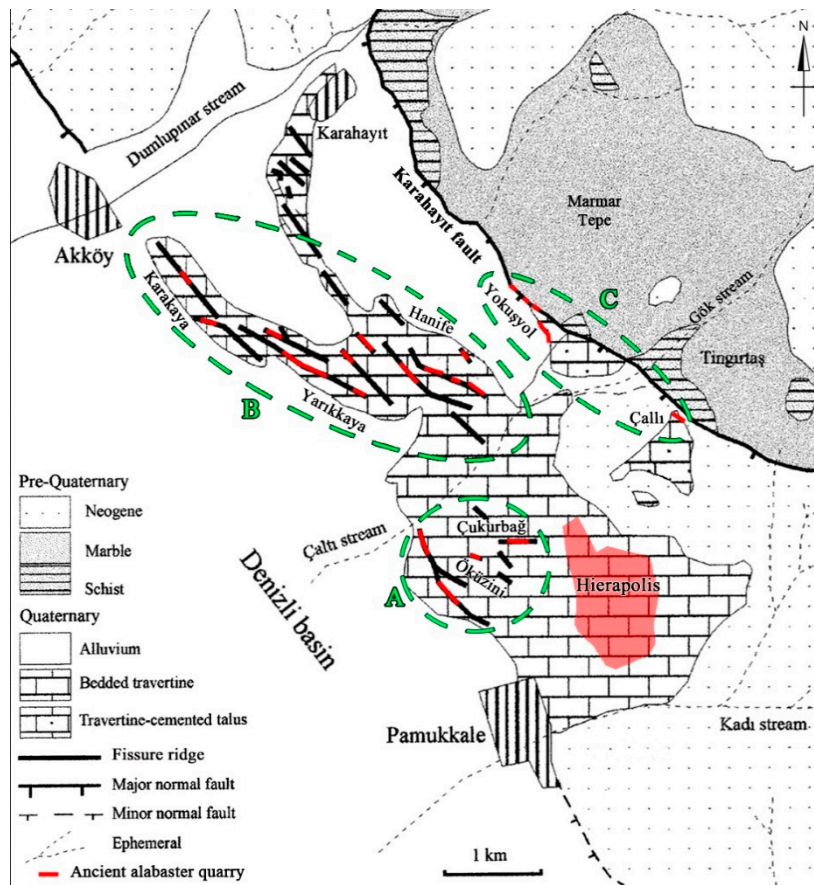 N
Dumlupınar stream
Karahayıt
Akköy
Karahayıt fault
Marmar
Tepe
Gök stream
C
Yokuşyol
Karakaya
Hanife
Tingırtaş
B
Yarıkkaya
Çallı
Pre-Quaternary
Neogene
Marble
Schist
Quaternary
Alluvium
Bedded travertine
Travertine-cemented talus
Fissure ridge
Major normal fault
Minor normal fault
Ephemeral
Ancient alabaster quarry
Çaltı stream
Çukurbağ
Öküzini
A
Hierapolis
Denizli basin
Pamukkale
Kadı stream
1 km